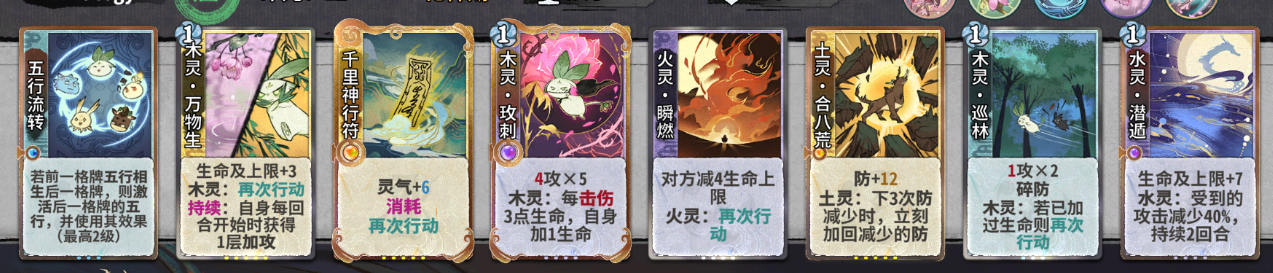 五行流转
若前一格牌五行相
生后一格牌，则激
活后一格牌的五
行，并使用其效果
（最高2级）
1
木灵·万物生
生命及上限+3
木灵：再次行动
持续：自身每回
合开始时获得
1层加攻
千里神行符
灵气+6
消耗
再次行动
1
木灵·玫刺
4攻×5
木灵：每击伤
3点生命，自身
加1生命
火灵·瞬燃
对方减4生命上
限
火灵：再次行
动
土灵·合八荒
防+12
土灵：下3次防
减少时，立刻
加回减少的防
1
木灵·巡林
1攻×2
碎防
木灵：若已加
过生命则再次
行动
1
水灵·潜遁
生命及上限+7
水灵：受到的
攻击减少40%，
持续2回合